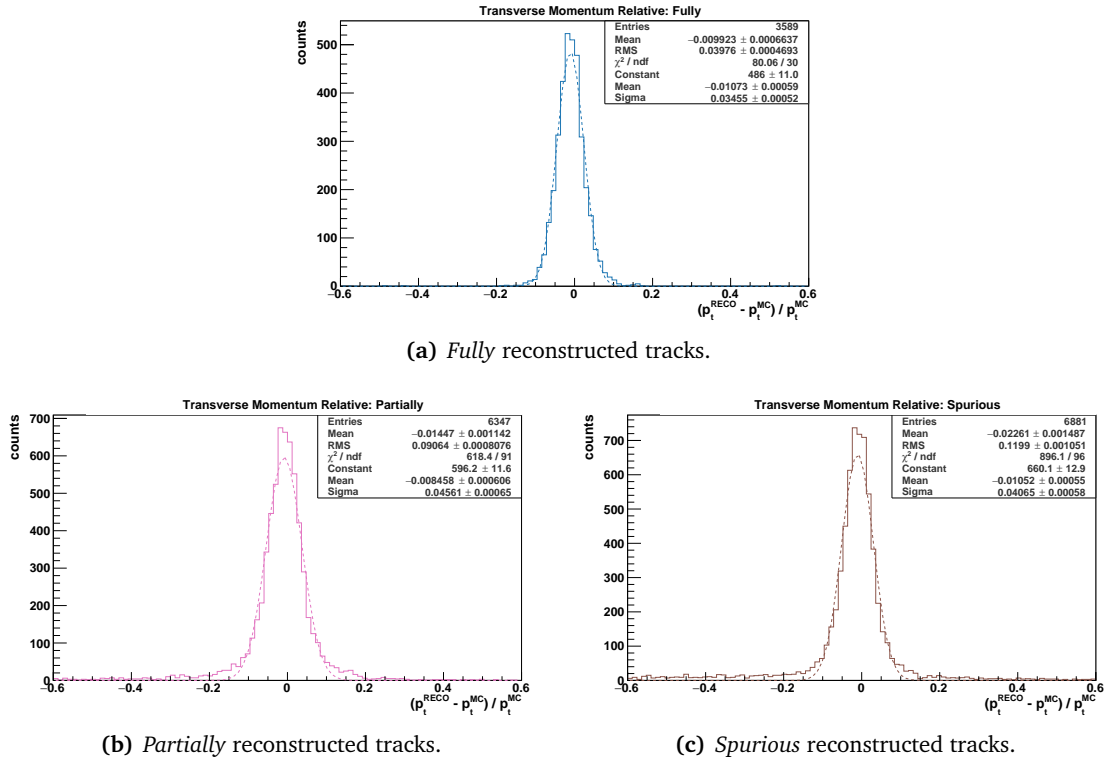 Transverse Momentum Relative: Fully
counts
Entries 3589
Mean −0.009923 ± 0.0006637
RMS 0.03976 ± 0.0004693
χ² / ndf 80.06 / 30
Constant 486 ± 11.0
Mean −0.01073 ± 0.00059
Sigma 0.03455 ± 0.00052
500
400
300
200
100
0
−0.6 −0.4 −0.2 0 0.2 0.4 0.6
(p_t^RECO - p_t^MC) / p_t^MC
(a) Fully reconstructed tracks.
Transverse Momentum Relative: Partially
counts
Entries 6347
Mean −0.01447 ± 0.001142
RMS 0.09064 ± 0.0008076
χ² / ndf 618.4 / 91
Constant 596.2 ± 11.6
Mean −0.008458 ± 0.000606
Sigma 0.04561 ± 0.00065
700
600
500
400
300
200
100
0
−0.6 −0.4 −0.2 0 0.2 0.4 0.6
(p_t^RECO - p_t^MC) / p_t^MC
(b) Partially reconstructed tracks.
Transverse Momentum Relative: Spurious
counts
Entries 6881
Mean −0.02261 ± 0.001487
RMS 0.1199 ± 0.001051
χ² / ndf 896.1 / 96
Constant 660.1 ± 12.9
Mean −0.01052 ± 0.00055
Sigma 0.04065 ± 0.00058
700
600
500
400
300
200
100
0
−0.6 −0.4 −0.2 0 0.2 0.4 0.6
(p_t^RECO - p_t^MC) / p_t^MC
(c) Spurious reconstructed tracks.